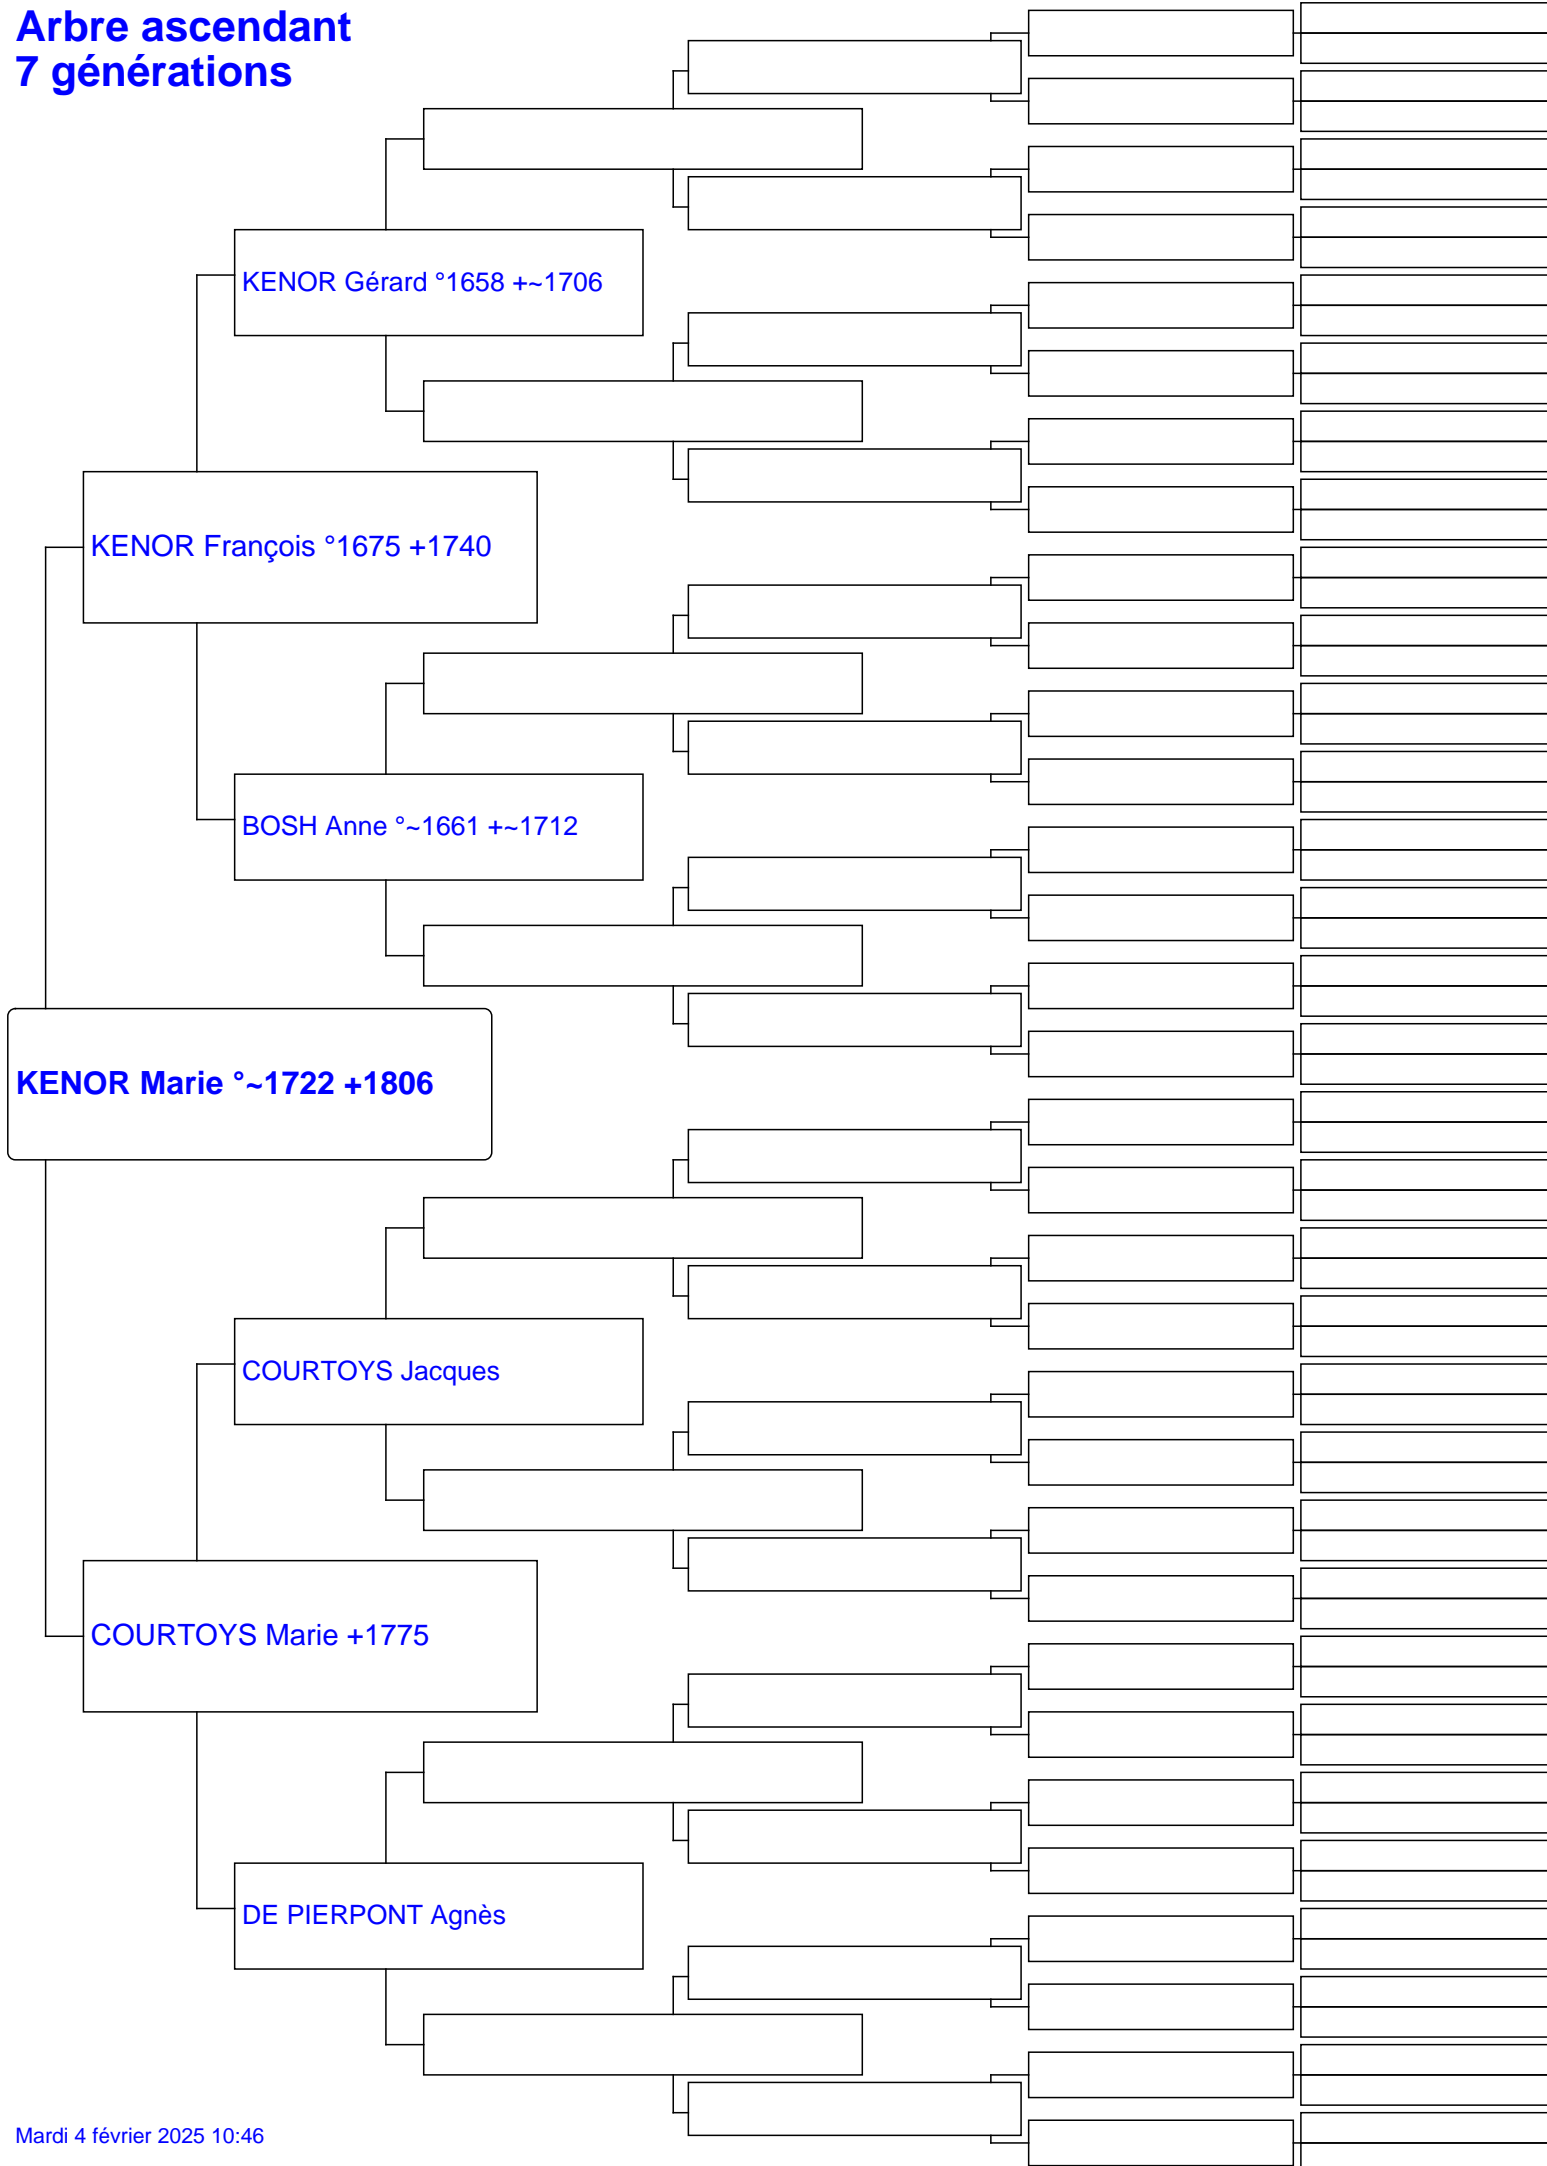 Arbre ascendant
7 générations
KENOR Gérard °1658 +~1706
KENOR François °1675 +1740
BOSH Anne °~1661 +~1712
KENOR Marie °~1722 +1806
COURTOYS Jacques
COURTOYS Marie +1775
DE PIERPONT Agnès
Mardi 4 février 2025 10:46